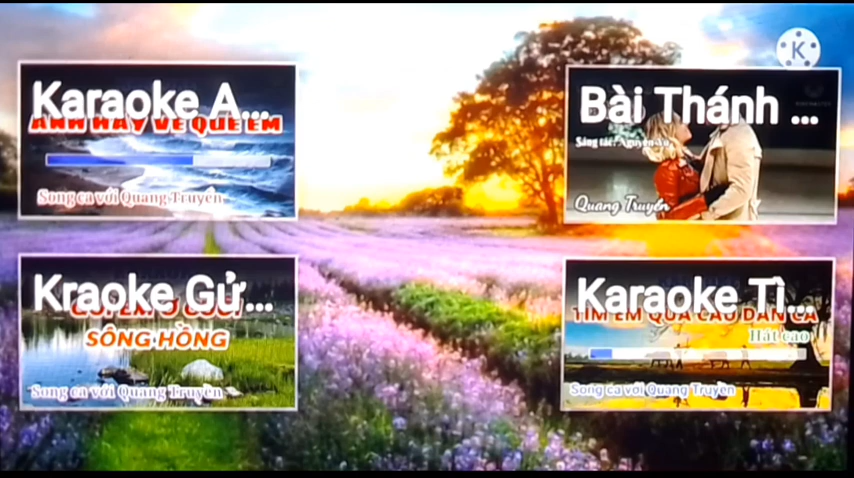 Karaoke A...
ANH HÃY VỀ QUÊ EM
Song ca với Quang Truyền
K
Bài Thánh ...
Sáng tác: Nguyễn Vũ
Quang Truyền
Kraoke Gử...
SÔNG HỒNG
Song ca với Quang Truyền
Karaoke Tì...
TÌM EM QUA CÂU DÂN CA
Hát cao
Song ca với Quang Truyền